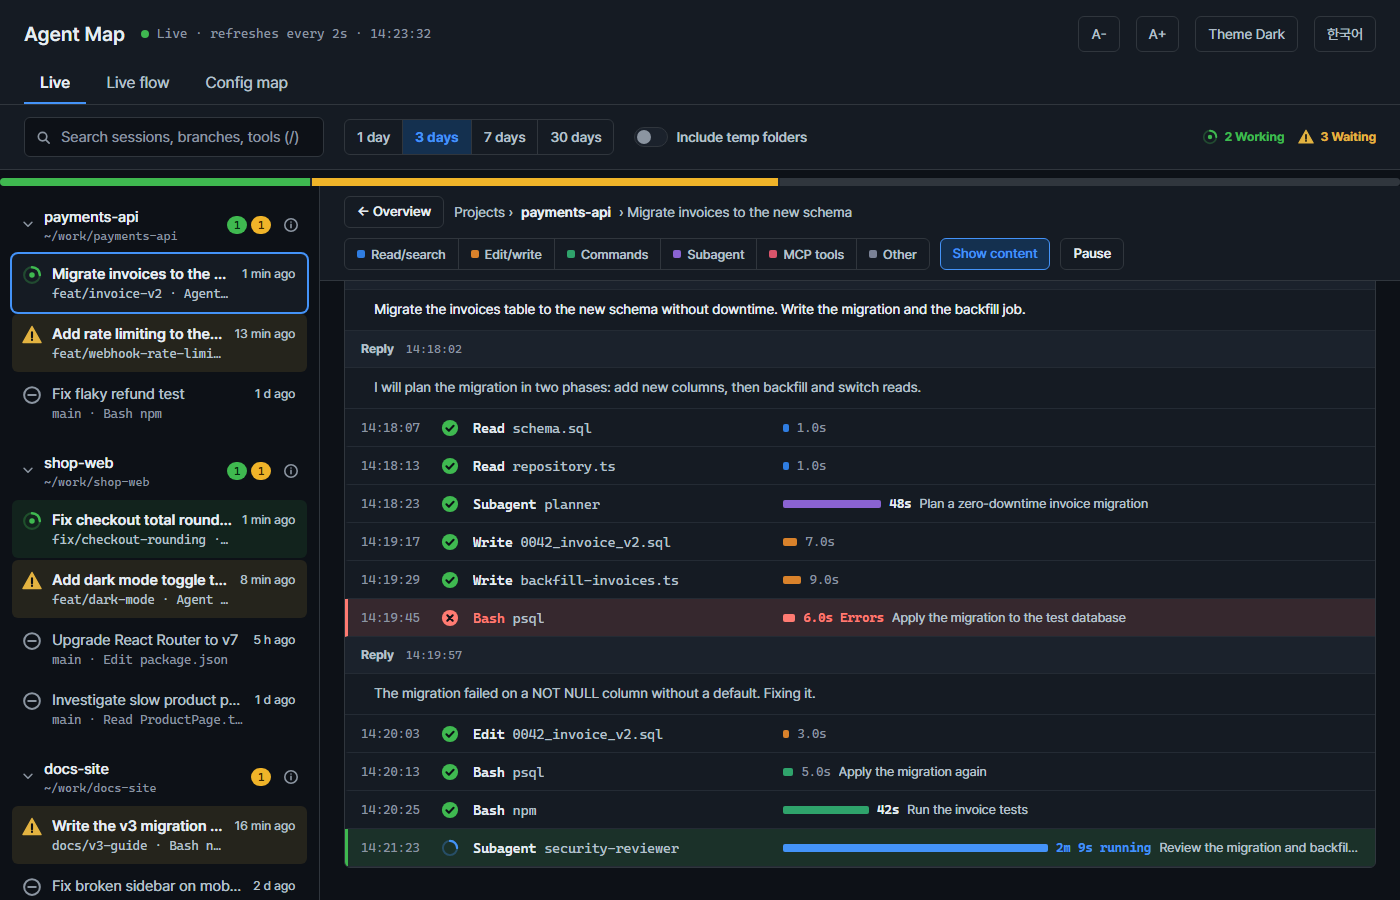 Agent Map
Live · refreshes every 2s · 14:23:32
A-
A+
Theme Dark
한국어
Live
Live flow
Config map
Search sessions, branches, tools (/)
1 day
3 days
7 days
30 days
Include temp folders
2 Working
3 Waiting
payments-api
1
1
~/work/payments-api
Migrate invoices to the ...
1 min ago
feat/invoice-v2 · Agent…
Add rate limiting to the...
13 min ago
feat/webhook-rate-limi…
Fix flaky refund test
1 d ago
main · Bash npm
shop-web
1
1
~/work/shop-web
Fix checkout total round...
1 min ago
fix/checkout-rounding ·…
Add dark mode toggle t...
8 min ago
feat/dark-mode · Agent …
Upgrade React Router to v7
5 h ago
main · Edit package.json
Investigate slow product p...
1 d ago
main · Read ProductPage.t…
docs-site
1
~/work/docs-site
Write the v3 migration ...
16 min ago
docs/v3-guide · Bash n…
Fix broken sidebar on mob...
2 d ago
← Overview
Projects › payments-api › Migrate invoices to the new schema
Read/search
Edit/write
Commands
Subagent
MCP tools
Other
Show content
Pause
Migrate the invoices table to the new schema without downtime. Write the migration and the backfill job.
Reply 14:18:02
I will plan the migration in two phases: add new columns, then backfill and switch reads.
14:18:07 Read schema.sql 1.0s
14:18:13 Read repository.ts 1.0s
14:18:23 Subagent planner 48s Plan a zero-downtime invoice migration
14:19:17 Write 0042_invoice_v2.sql 7.0s
14:19:29 Write backfill-invoices.ts 9.0s
14:19:45 Bash psql 6.0s Errors Apply the migration to the test database
Reply 14:19:57
The migration failed on a NOT NULL column without a default. Fixing it.
14:20:03 Edit 0042_invoice_v2.sql 3.0s
14:20:13 Bash psql 5.0s Apply the migration again
14:20:25 Bash npm 42s Run the invoice tests
14:21:23 Subagent security-reviewer 2m 9s running Review the migration and backfil...